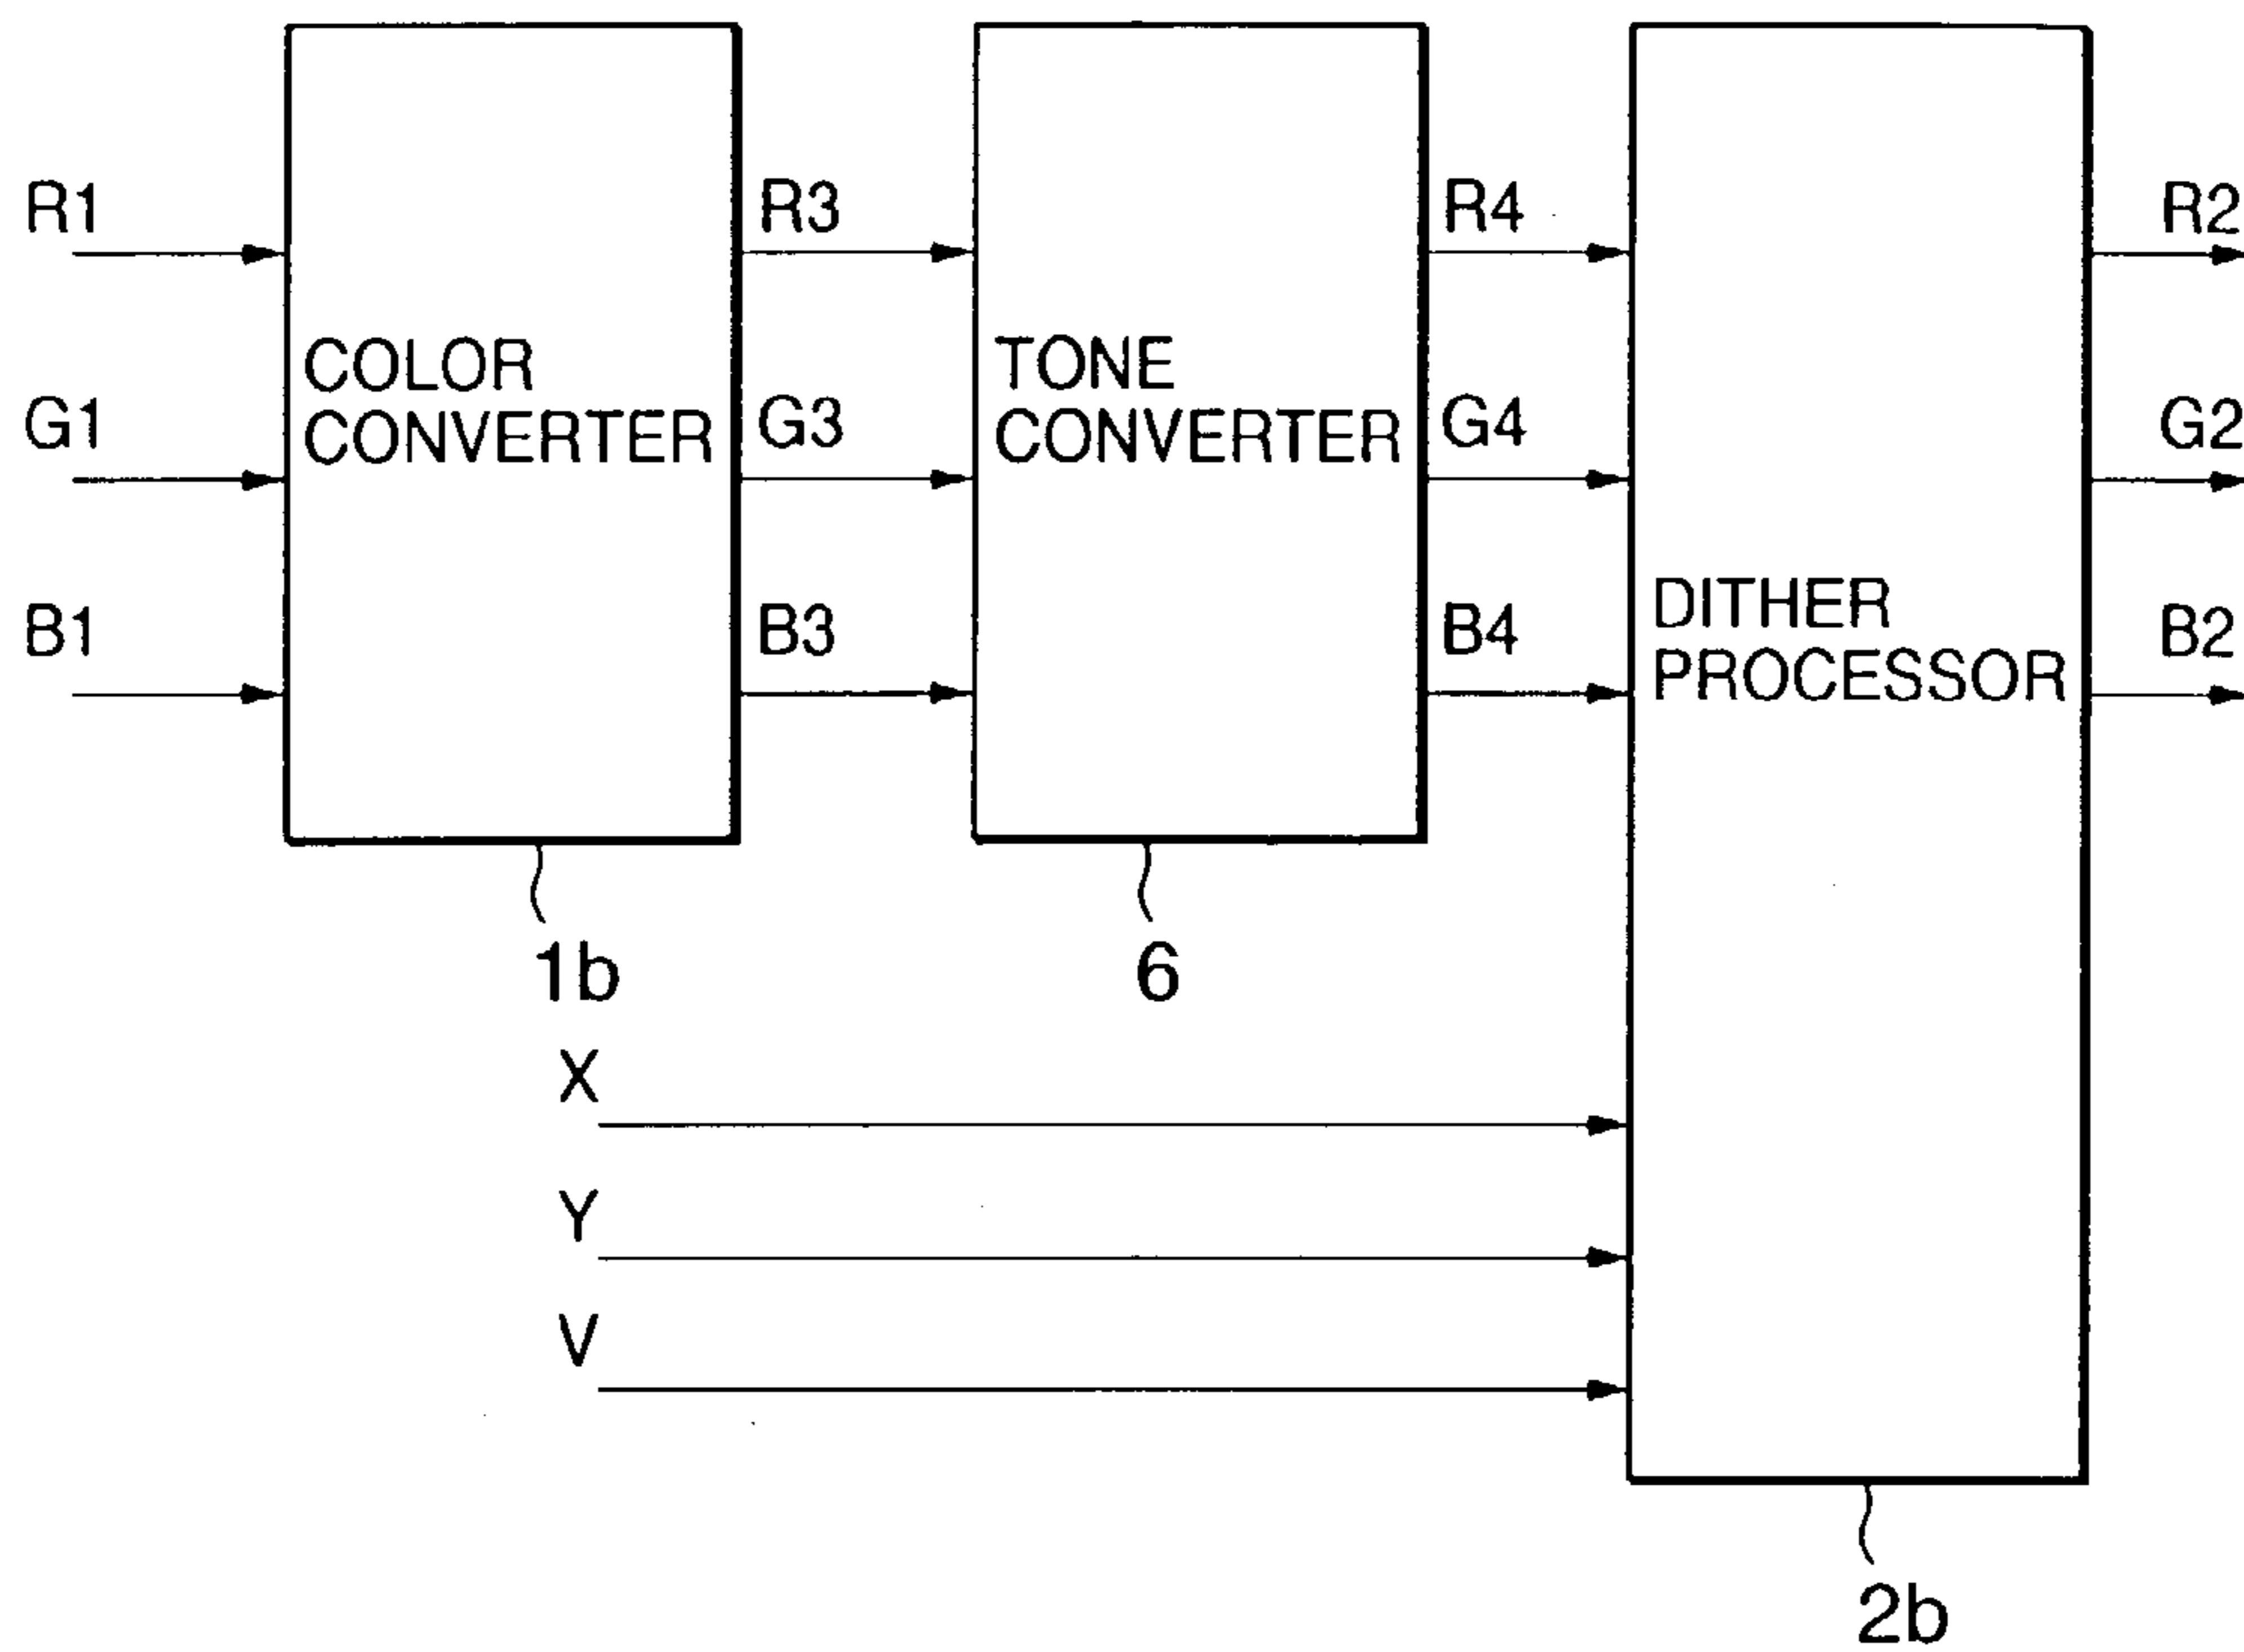 R1
R3
R4
R2
COLOR
CONVERTER
TONE
CONVERTER
G1
G3
G4
G2
B1
B3
B4
DITHER
PROCESSOR
B2
1b
6
X
Y
V
2b